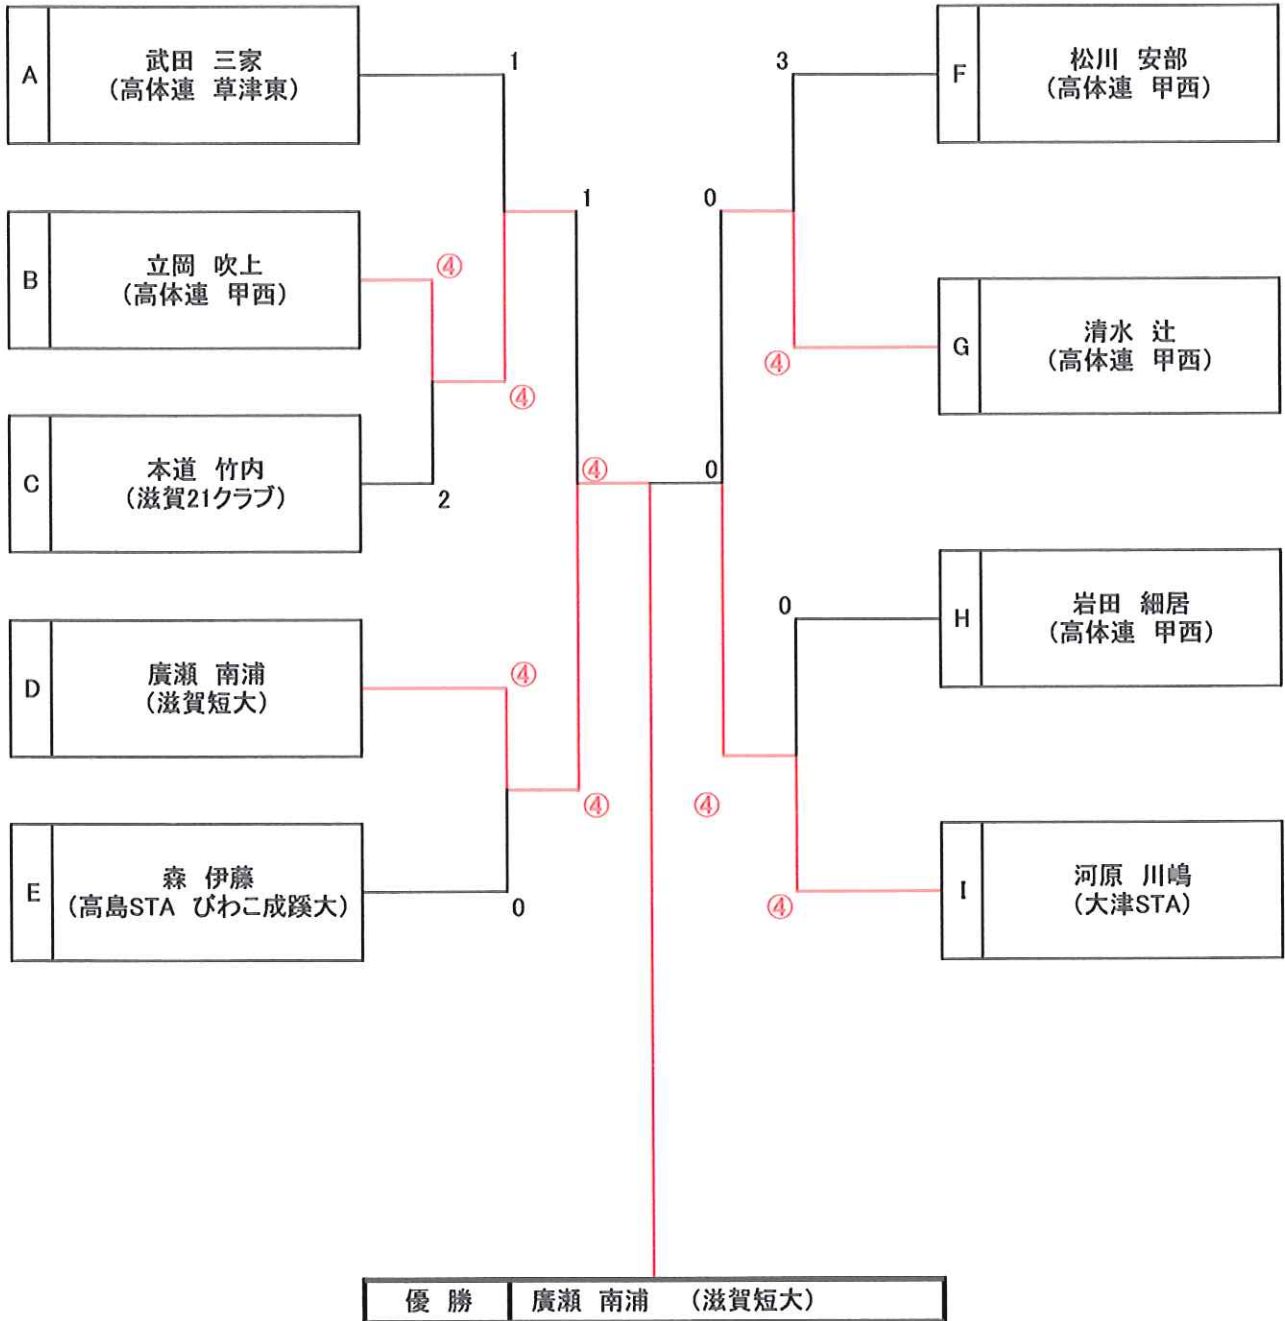 A
武田 三家
(高体連 草津東)
1
B
立岡 吹上
(高体連 甲西)
④
④
C
本道 竹内
(滋賀21クラブ)
2
1
D
廣瀬 南浦
(滋賀短大)
④
E
森 伊藤
(高島STA びわこ成蹊大)
0
④
④
0
F
松川 安部
(高体連 甲西)
3
G
清水 辻
(高体連 甲西)
④
0
H
岩田 細居
(高体連 甲西)
0
I
河原 川嶋
(大津STA)
④
④
優 勝 廣瀬 南浦 (滋賀短大)